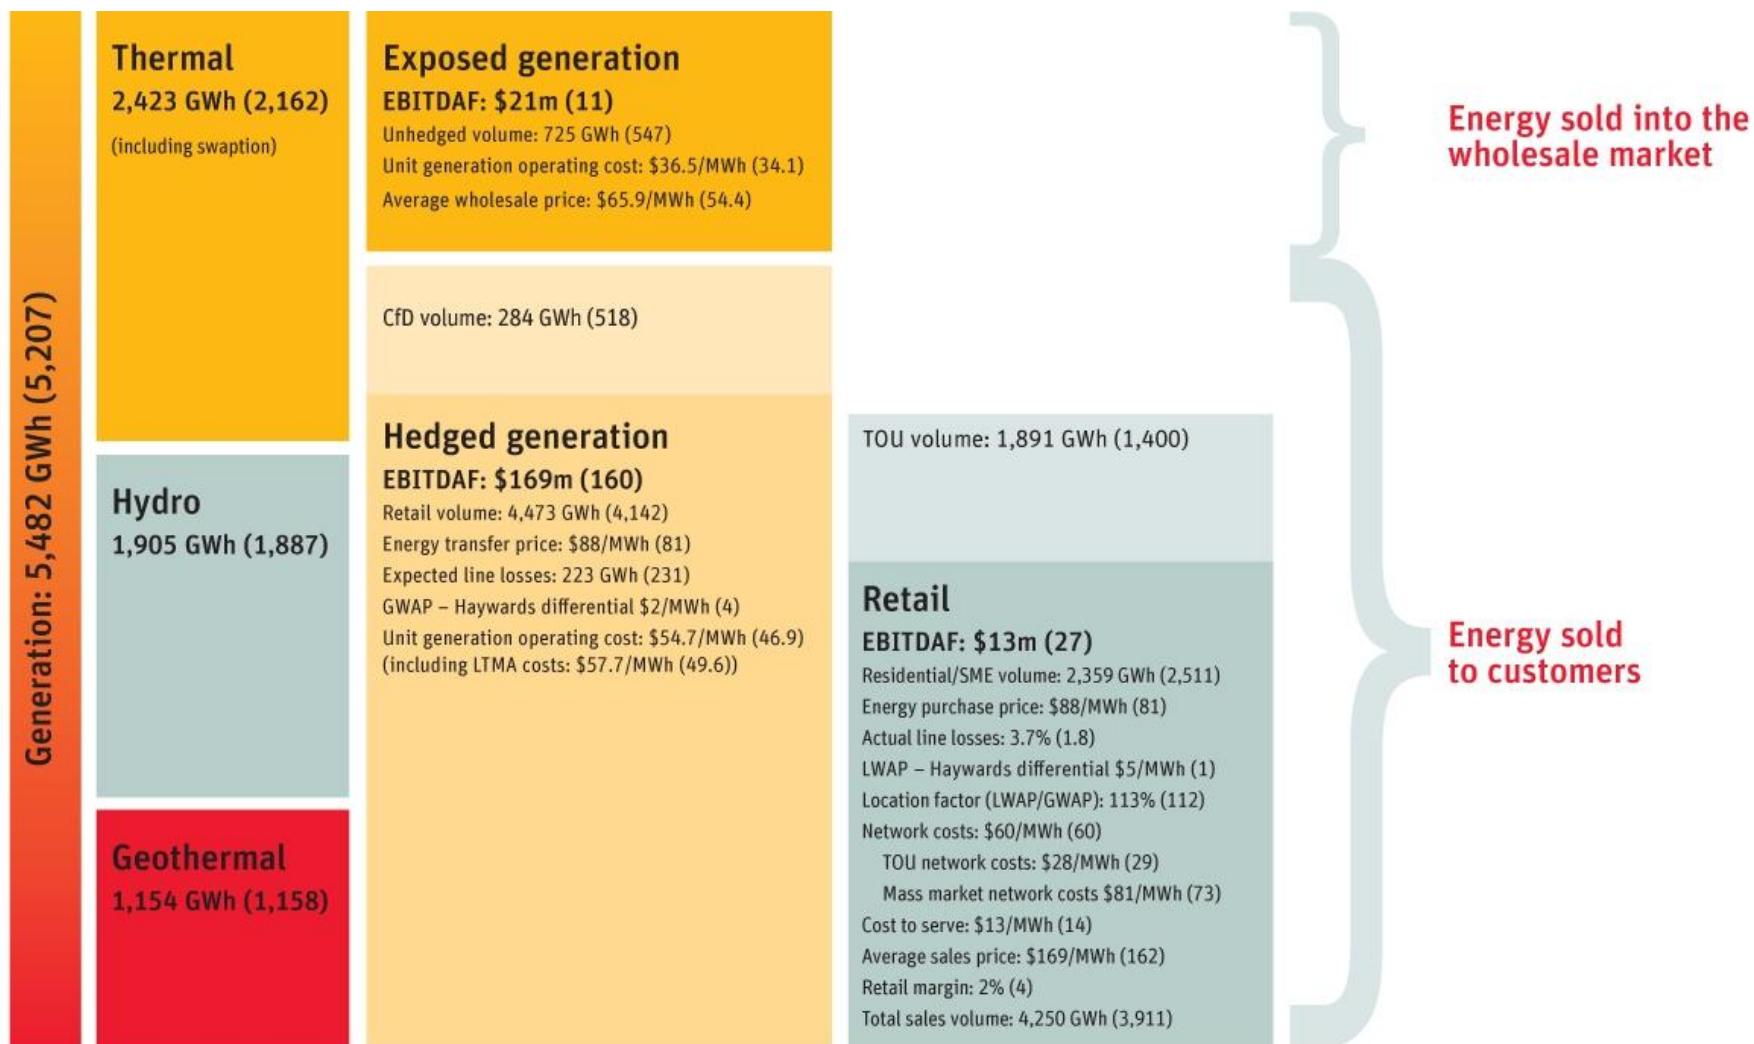 Generation: 5,482 GWh (5,207)
Thermal
2,423 GWh (2,162)
(including swaption)
Hydro
1,905 GWh (1,887)
Geothermal
1,154 GWh (1,158)
Exposed generation
EBITDAF: $21m (11)
Unhedged volume: 725 GWh (547)
Unit generation operating cost: $36.5/MWh (34.1)
Average wholesale price: $65.9/MWh (54.4)
CfD volume: 284 GWh (518)
Hedged generation
EBITDAF: $169m (160)
Retail volume: 4,473 GWh (4,142)
Energy transfer price: $88/MWh (81)
Expected line losses: 223 GWh (231)
GWAP – Haywards differential $2/MWh (4)
Unit generation operating cost: $54.7/MWh (46.9)
(including LTMA costs: $57.7/MWh (49.6))
TOU volume: 1,891 GWh (1,400)
Retail
EBITDAF: $13m (27)
Residential/SME volume: 2,359 GWh (2,511)
Energy purchase price: $88/MWh (81)
Actual line losses: 3.7% (1.8)
LWAP – Haywards differential $5/MWh (1)
Location factor (LWAP/GWAP): 113% (112)
Network costs: $60/MWh (60)
TOU network costs: $28/MWh (29)
Mass market network costs $81/MWh (73)
Cost to serve: $13/MWh (14)
Average sales price: $169/MWh (162)
Retail margin: 2% (4)
Total sales volume: 4,250 GWh (3,911)
Energy sold into the
wholesale market
Energy sold
to customers